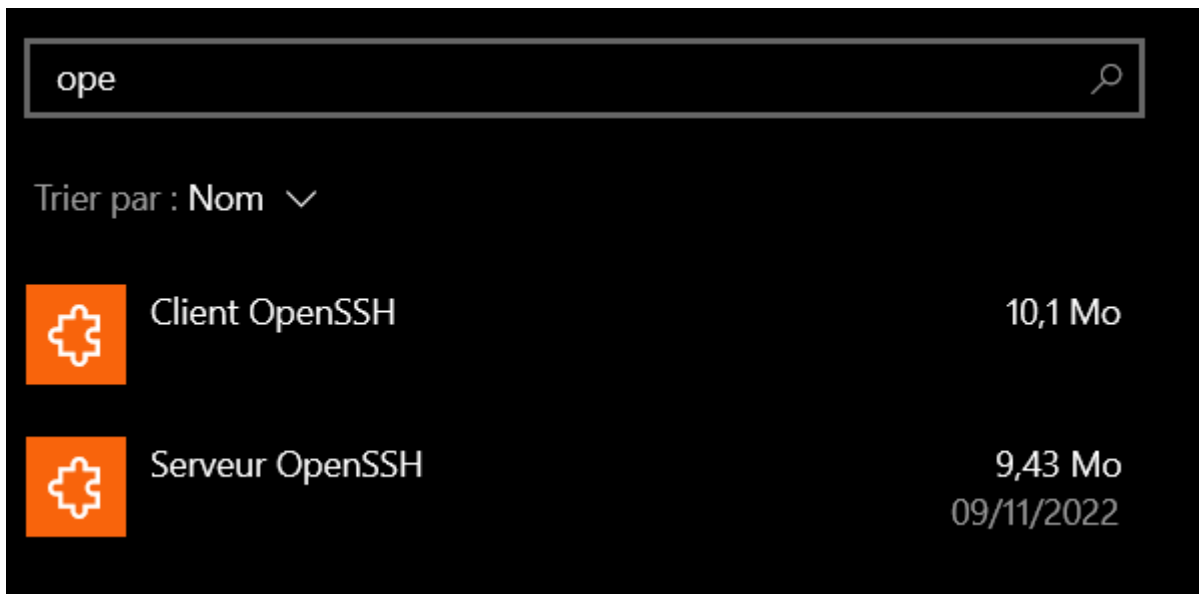 ope
Trier par : Nom
Client OpenSSH 10,1 Mo
Serveur OpenSSH 9,43 Mo
09/11/2022